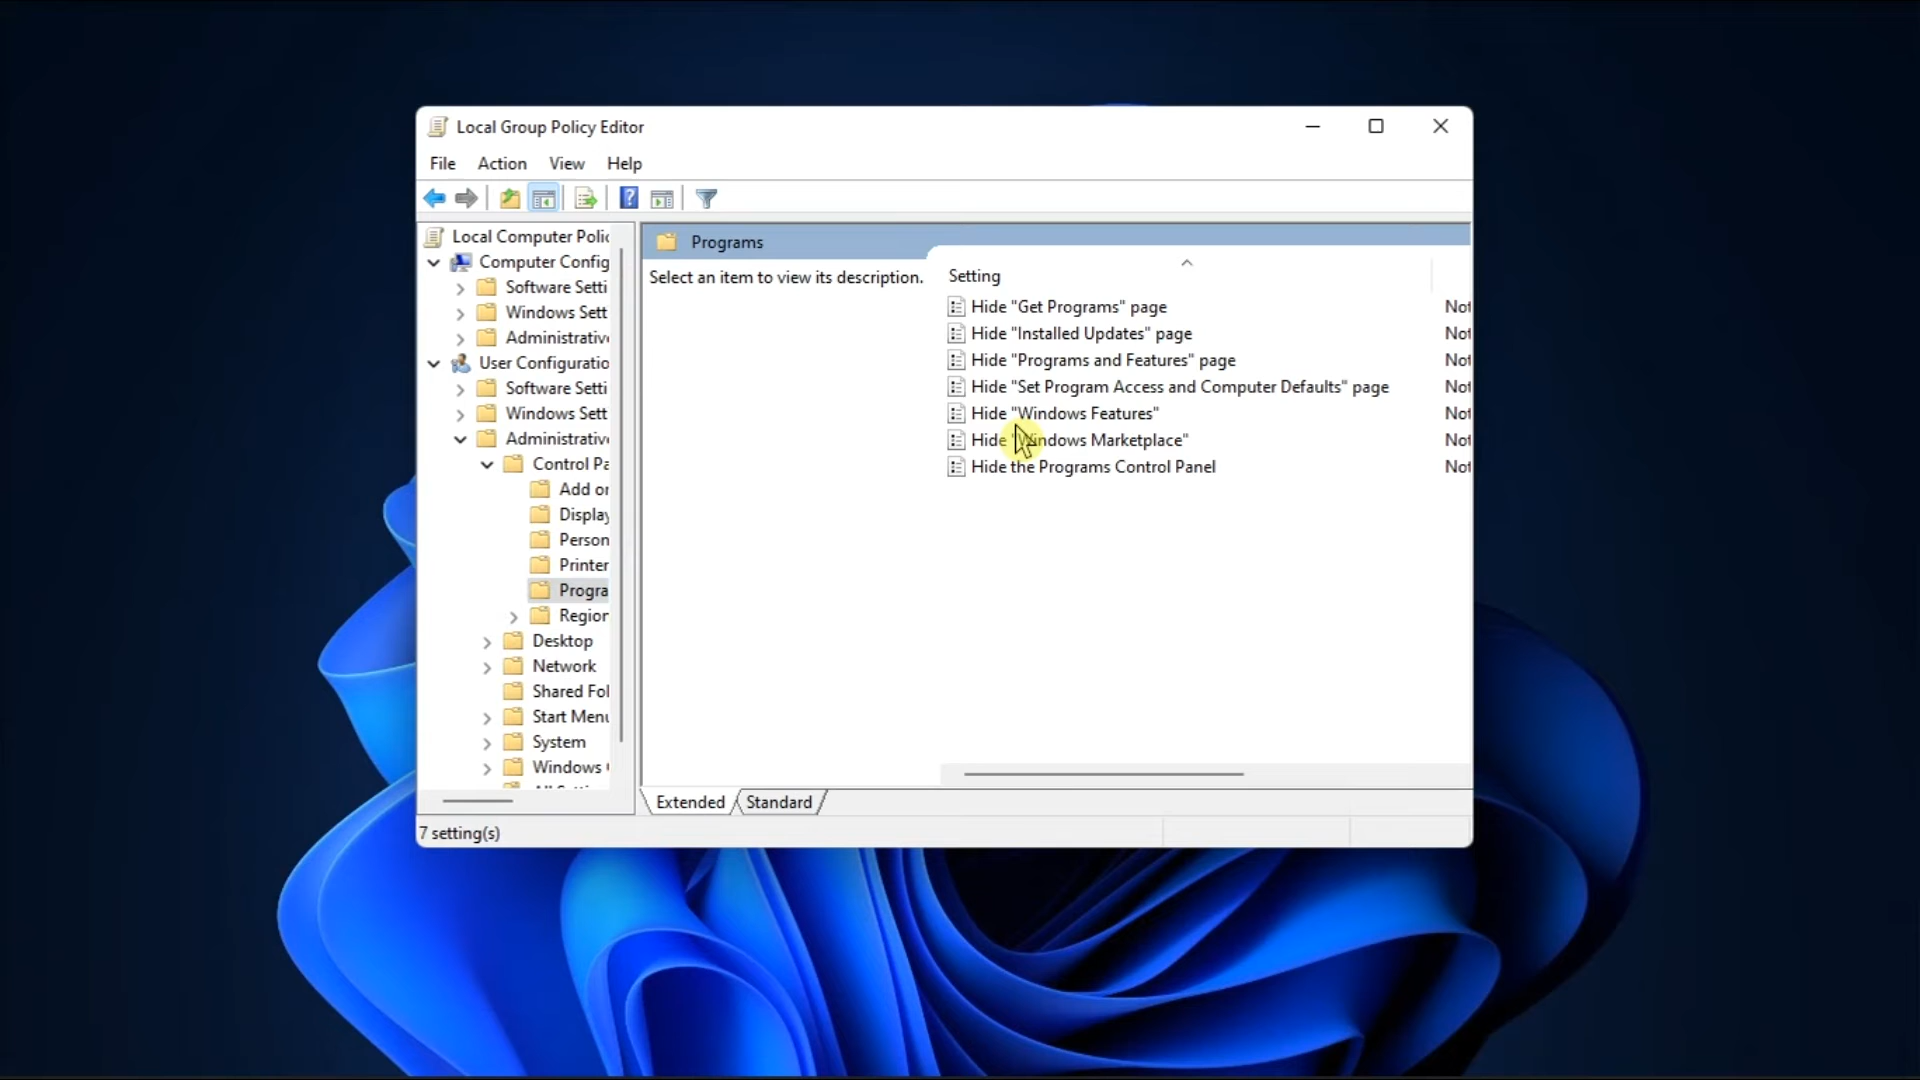 Local Group Policy Editor
File Action View Help
Local Computer Polic
Computer Config
Software Setti
Windows Sett
Administrativ
User Configuratio
Software Setti
Windows Sett
Administrativ
Control Pa
Add or
Display
Person
Printer
Progra
Region
Desktop
Network
Shared Fol
Start Menu
System
Windows
Programs
Select an item to view its description.
Setting
Hide "Get Programs" page Not
Hide "Installed Updates" page Not
Hide "Programs and Features" page Not
Hide "Set Program Access and Computer Defaults" page Not
Hide "Windows Features" Not
Hide "Windows Marketplace" Not
Hide the Programs Control Panel Not
Extended Standard
7 setting(s)